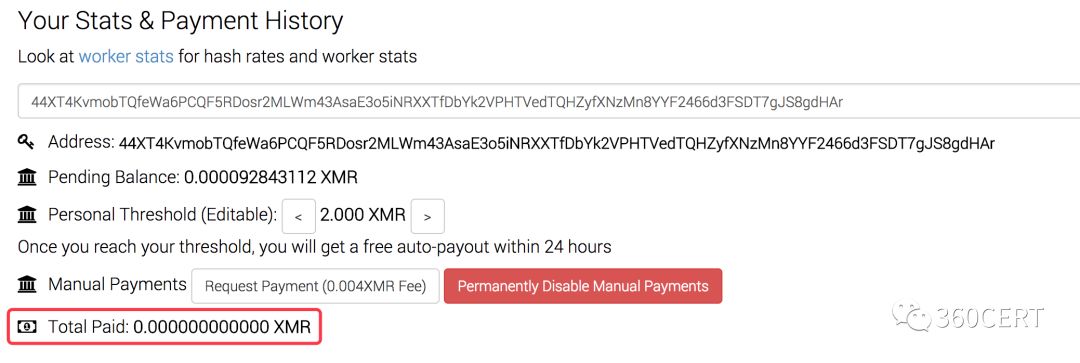 Your Stats & Payment History
Look at worker stats for hash rates and worker stats
44XT4KvmobTQfeWa6PCQF5RDosr2MLWm43AsaE3o5iNRXXTfDbYk2VPHTVedTQHZyfXNzMn8YYF2466d3FSDT7gJS8gdHAr
Address: 44XT4KvmobTQfeWa6PCQF5RDosr2MLWm43AsaE3o5iNRXXTfDbYk2VPHTVedTQHZyfXNzMn8YYF2466d3FSDT7gJS8gdHAr
Pending Balance: 0.000092843112 XMR
Personal Threshold (Editable): < 2.000 XMR >
Once you reach your threshold, you will get a free auto-payout within 24 hours
Manual Payments Request Payment (0.004XMR Fee) Permanently Disable Manual Payments
Total Paid: 0.000000000000 XMR
360CERT